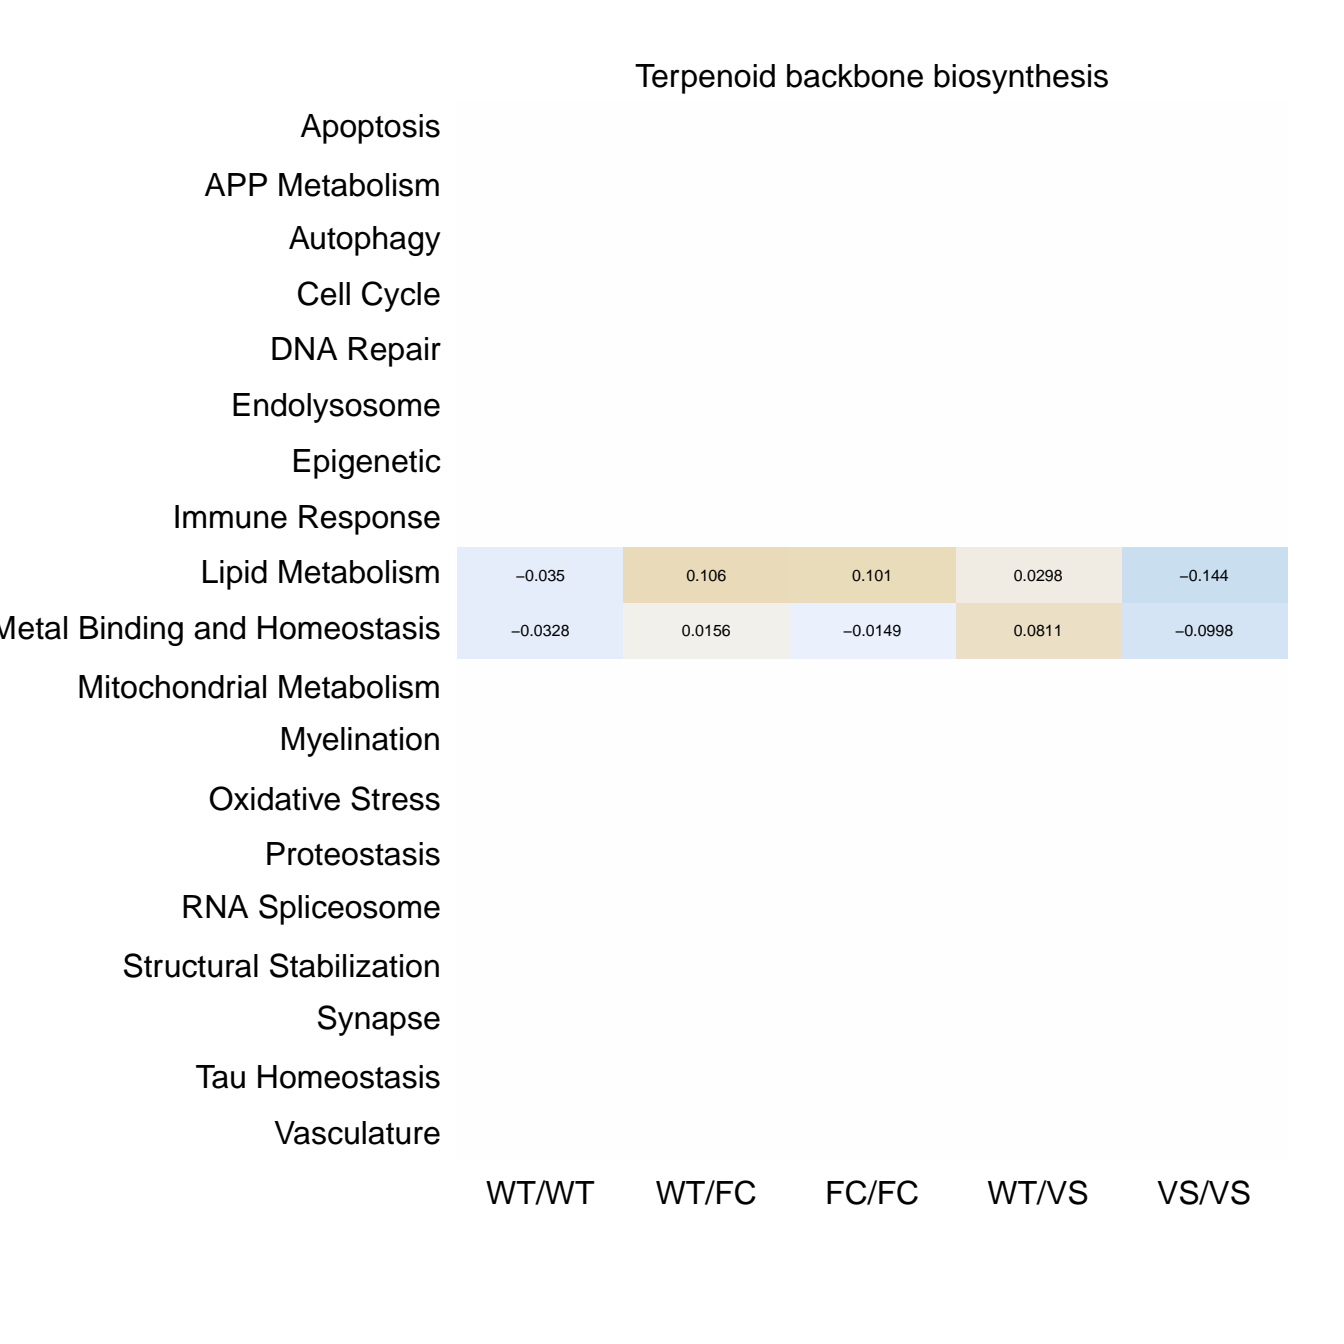 Terpenoid backbone biosynthesis
Apoptosis
APP Metabolism
Autophagy
Cell Cycle
DNA Repair
Endolysosome
Epigenetic
Immune Response
Lipid Metabolism −0.035 0.106 0.101 0.0298 −0.144
Metal Binding and Homeostasis −0.0328 0.0156 −0.0149 0.0811 −0.0998
Mitochondrial Metabolism
Myelination
Oxidative Stress
Proteostasis
RNA Spliceosome
Structural Stabilization
Synapse
Tau Homeostasis
Vasculature
WT/WT WT/FC FC/FC WT/VS VS/VS